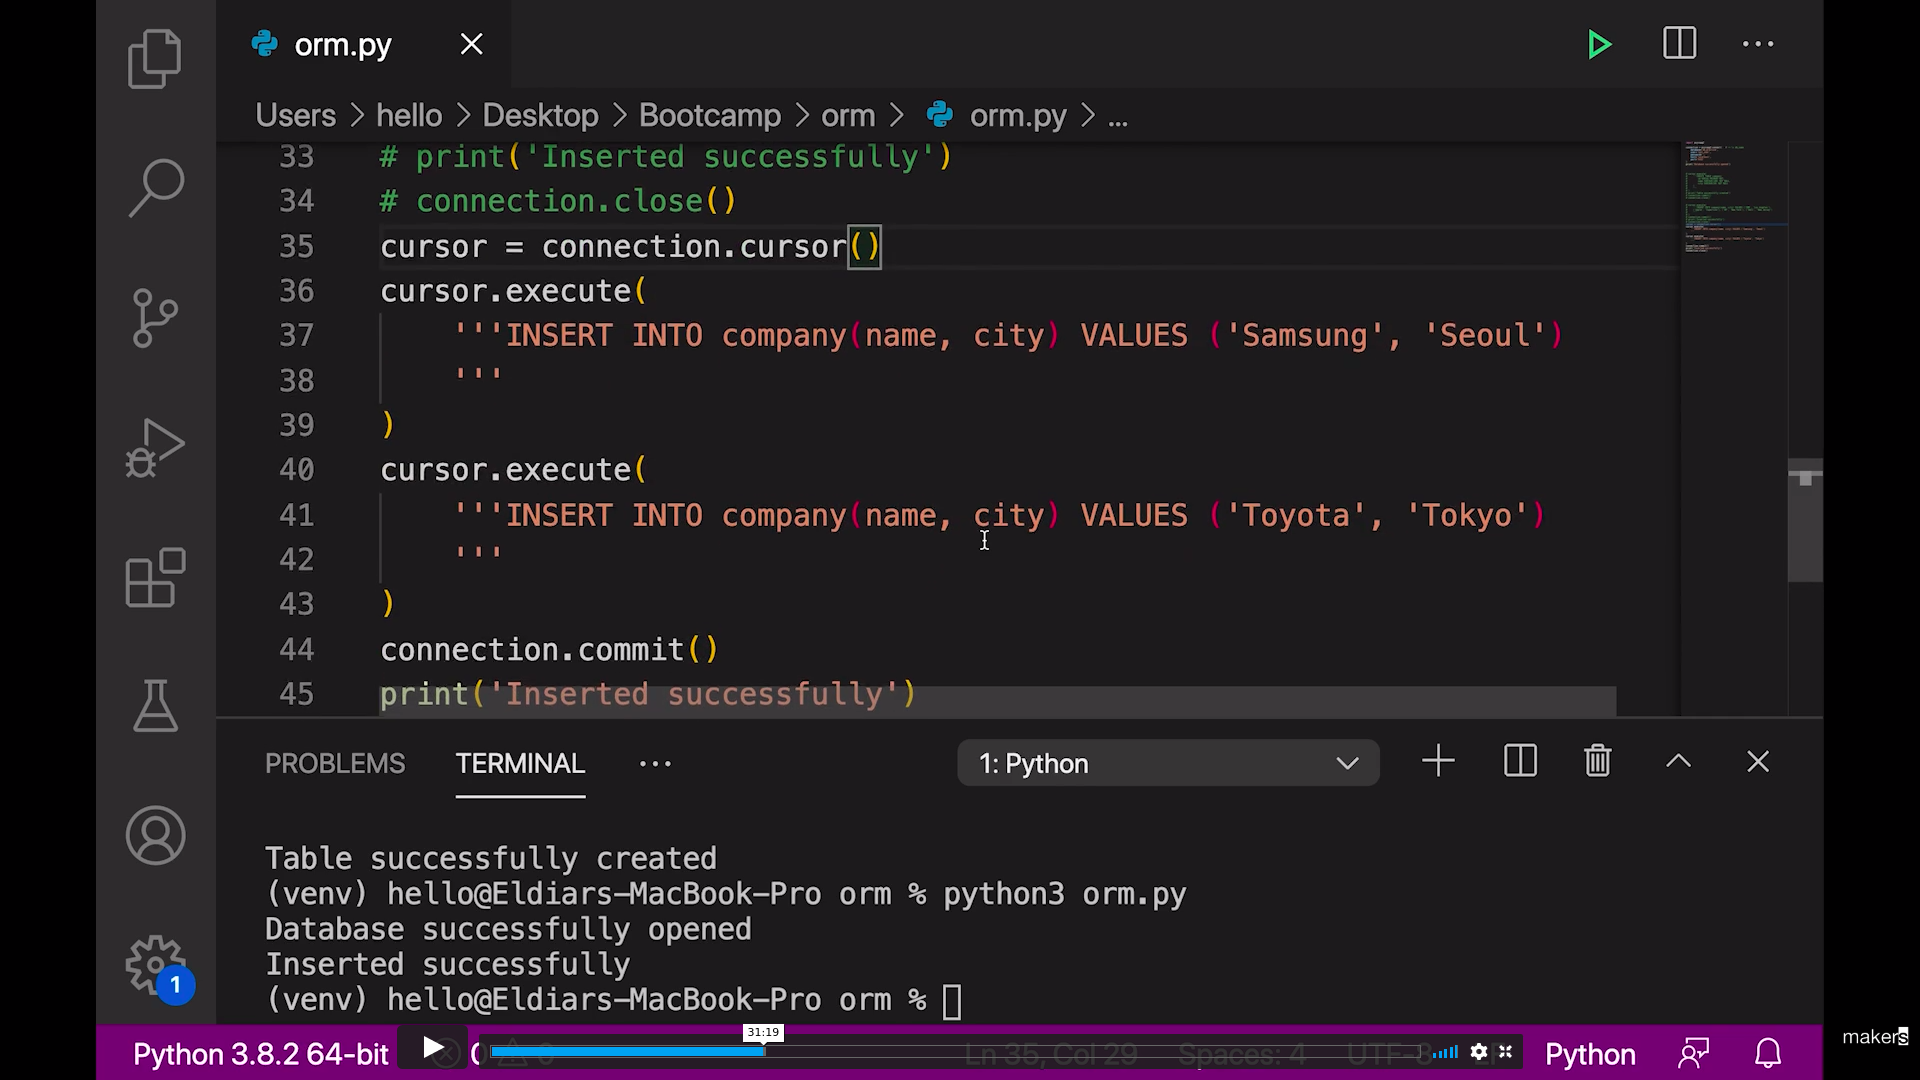 orm.py
Users > hello > Desktop > Bootcamp > orm > orm.py > ...
33 # print('Inserted successfully')
34 # connection.close()
35 cursor = connection.cursor()
36 cursor.execute(
37 '''INSERT INTO company(name, city) VALUES ('Samsung', 'Seoul')
38 '''
39 )
40 cursor.execute(
41 '''INSERT INTO company(name, city) VALUES ('Toyota', 'Tokyo')
42 '''
43 )
44 connection.commit()
45 print('Inserted successfully')
PROBLEMS TERMINAL ... 1: Python
Table successfully created
(venv) hello@Eldiars-MacBook-Pro orm % python3 orm.py
Database successfully opened
Inserted successfully
(venv) hello@Eldiars-MacBook-Pro orm %
1
31:19
Python 3.8.2 64-bit 0 Ln 35, Col 29 Spaces: 4 UTF-8 Python
makers